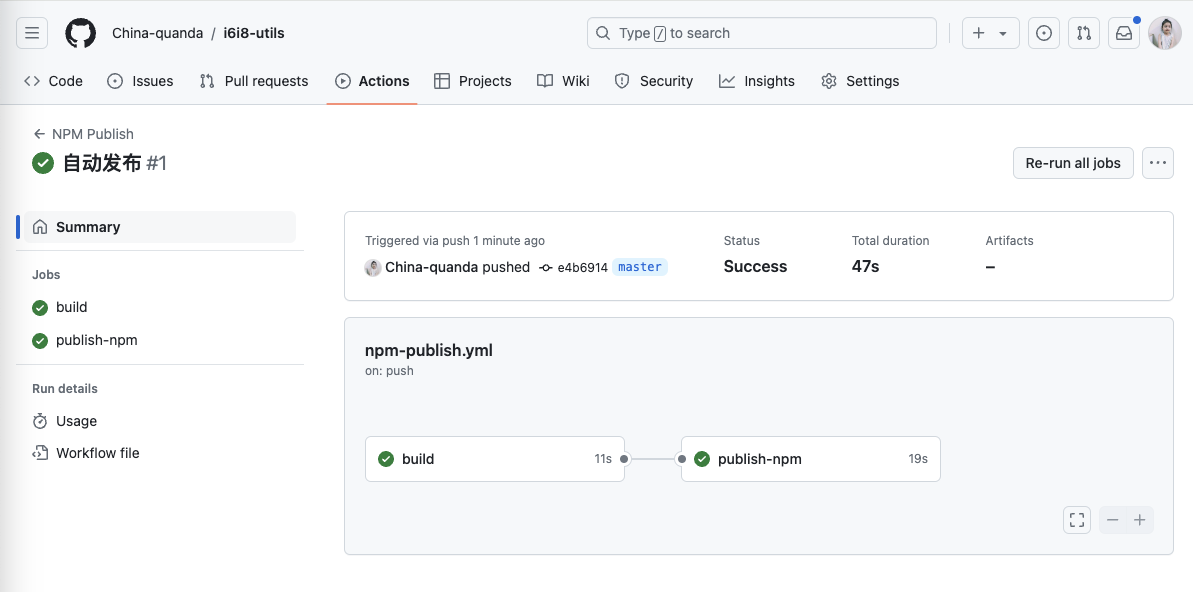 China-quanda / i6i8-utils
Type / to search
Code
Issues
Pull requests
Actions
Projects
Wiki
Security
Insights
Settings
NPM Publish
自动发布 #1
Re-run all jobs
Summary
Jobs
build
publish-npm
Run details
Usage
Workflow file
Triggered via push 1 minute ago
China-quanda pushed e4b6914 master
Status
Success
Total duration
47s
Artifacts
–
npm-publish.yml
on: push
build 11s
publish-npm 19s